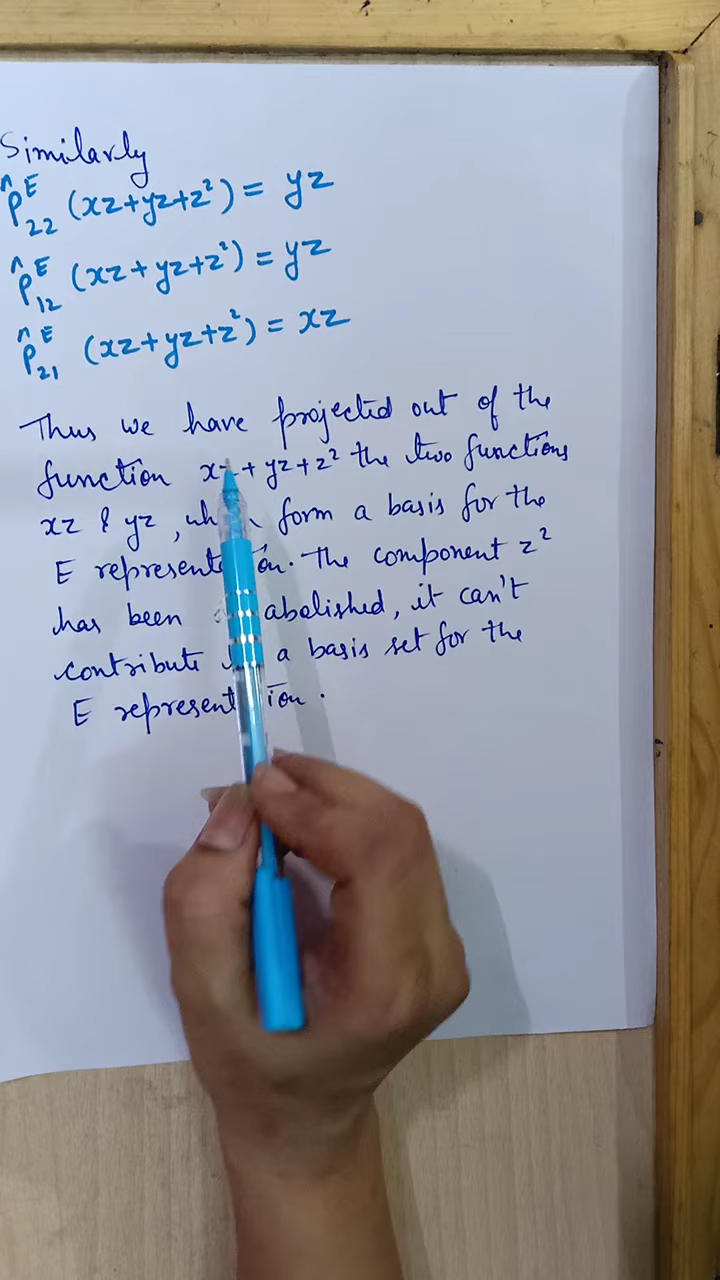 Similarly
P̂ᴱ₂₂ (xz+yz+z²) = yz
P̂ᴱ₁₂ (xz+yz+z²) = yz
P̂ᴱ₂₁ (xz+yz+z²) = xz
Thus we have projected out of the
function + yz+z² the two functions
xz & yz, form a basis for the
E The component z²
has been abolished, it can't
contribute a basis set for the
E